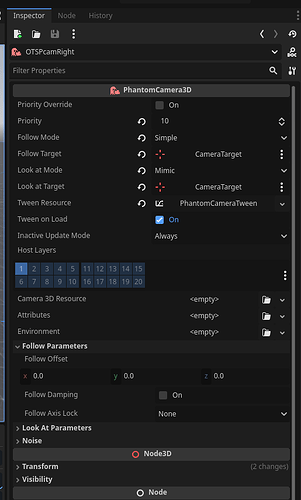 Inspector Node History
OTSPcamRight
Filter Properties
PhantomCamera3D
Priority Override On
Priority 10
Follow Mode Simple
Follow Target CameraTarget
Look at Mode Mimic
Look at Target CameraTarget
Tween Resource PhantomCameraTween
Tween on Load On
Inactive Update Mode Always
Host Layers
1 2 3 4 5 11 12 13 14 15
6 7 8 9 10 16 17 18 19 20
Camera 3D Resource <empty>
Attributes <empty>
Environment <empty>
Follow Parameters
Follow Offset
x 0.0 y 0.0 z 0.0
Follow Damping On
Follow Axis Lock None
Look At Parameters
Noise
Node3D
Transform (2 changes)
Visibility
Node